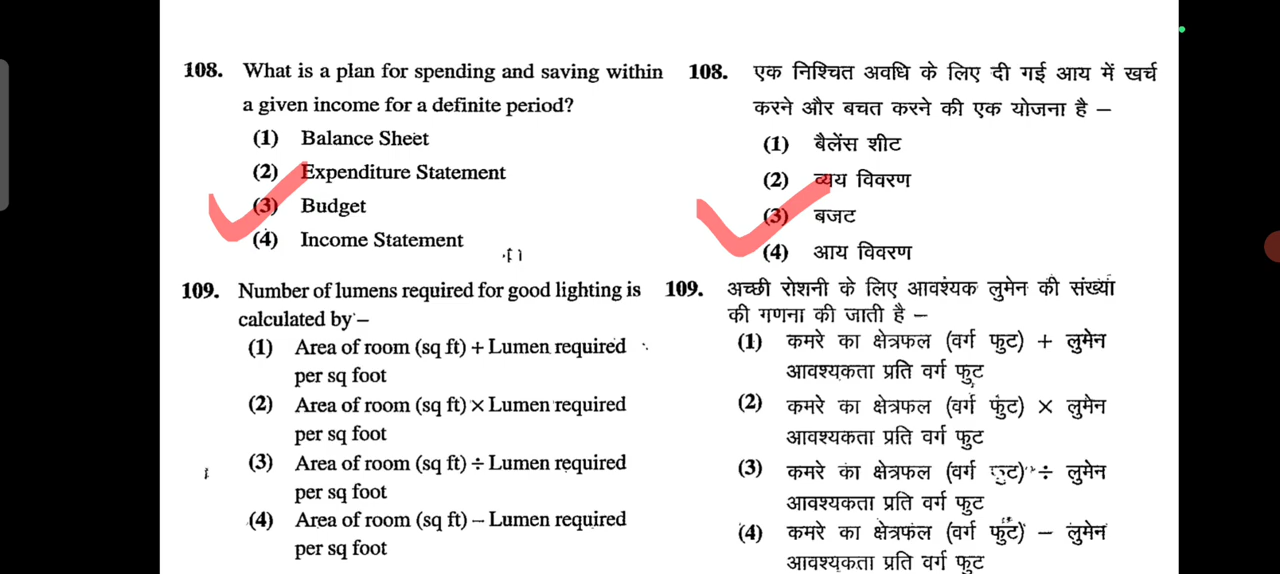 108. What is a plan for spending and saving within
a given income for a definite period?
(1) Balance Sheet
(2) Expenditure Statement
(3) Budget
(4) Income Statement
109. Number of lumens required for good lighting is
calculated by –
(1) Area of room (sq ft) + Lumen required
per sq foot
(2) Area of room (sq ft) × Lumen required
per sq foot
(3) Area of room (sq ft) ÷ Lumen required
per sq foot
(4) Area of room (sq ft) – Lumen required
per sq foot
108. एक निश्चित अवधि के लिए दी गई आय में खर्च
करने और बचत करने की एक योजना है –
(1) बैलेंस शीट
(2) व्यय विवरण
(3) बजट
(4) आय विवरण
109. अच्छी रोशनी के लिए आवश्यक लुमेन की संख्या
की गणना की जाती है –
(1) कमरे का क्षेत्रफल (वर्ग फुट) + लुमेन
आवश्यकता प्रति वर्ग फुट
(2) कमरे का क्षेत्रफल (वर्ग फुट) × लुमेन
आवश्यकता प्रति वर्ग फुट
(3) कमरे का क्षेत्रफल (वर्ग फुट) ÷ लुमेन
आवश्यकता प्रति वर्ग फुट
(4) कमरे का क्षेत्रफल (वर्ग फुट) – लुमेन
आवश्यकता प्रति वर्ग फुट